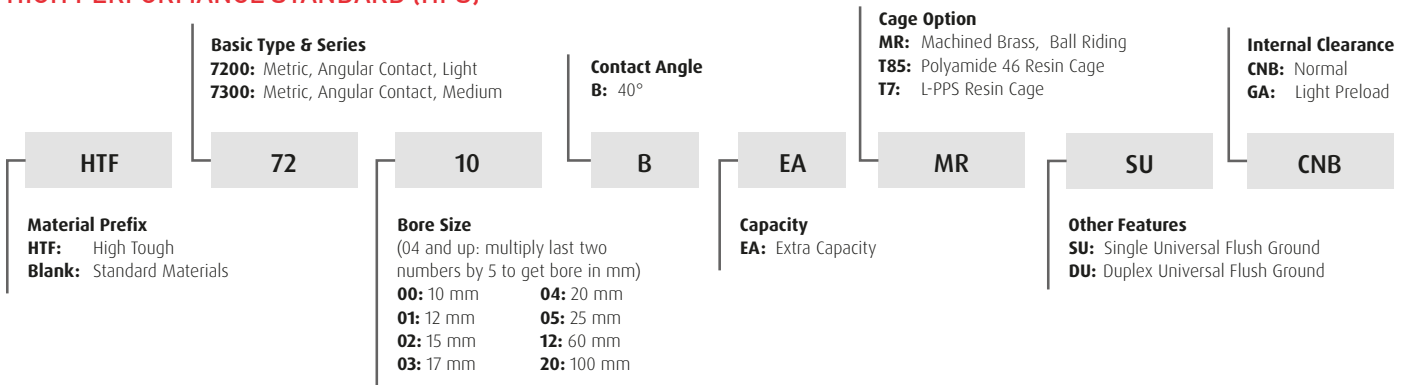 Basic Type & Series
7200: Metric, Angular Contact, Light
7300: Metric, Angular Contact, Medium
Contact Angle
B: 40°
Cage Option
MR: Machined Brass, Ball Riding
T85: Polyamide 46 Resin Cage
T7: L-PPS Resin Cage
Internal Clearance
CNB: Normal
GA: Light Preload
HTF
72
10
B
EA
MR
SU
CNB
Material Prefix
HTF: High Tough
Blank: Standard Materials
Bore Size
(04 and up: multiply last two
numbers by 5 to get bore in mm)
00: 10 mm 04: 20 mm
01: 12 mm 05: 25 mm
02: 15 mm 12: 60 mm
03: 17 mm 20: 100 mm
Capacity
EA: Extra Capacity
Other Features
SU: Single Universal Flush Ground
DU: Duplex Universal Flush Ground